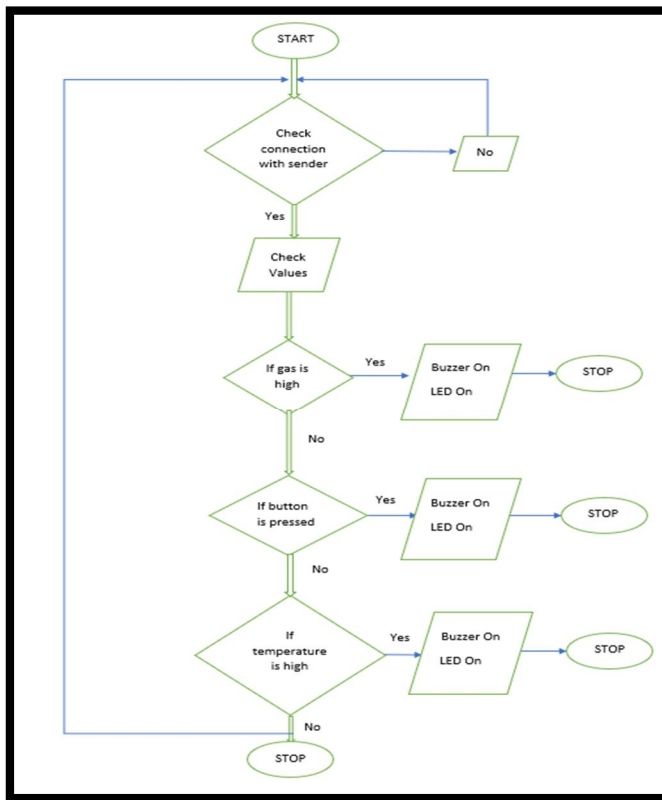 START
Check
connection
with sender
No
Yes
Check
Values
If gas is
high
Yes
Buzzer On
LED On
STOP
No
If button
is pressed
Yes
Buzzer On
LED On
STOP
No
If
temperature
is high
Yes
Buzzer On
LED On
STOP
No
STOP